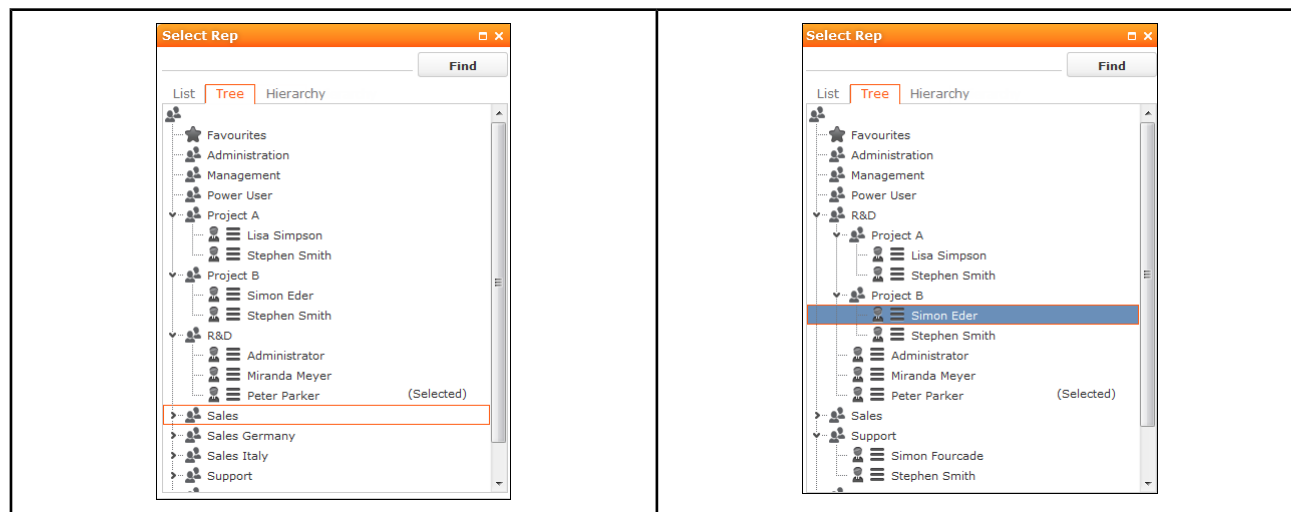 Select Rep
Find
List Tree Hierarchy
Favourites
Administration
Management
Power User
Project A
Lisa Simpson
Stephen Smith
Project B
Simon Eder
Stephen Smith
R&D
Administrator
Miranda Meyer
Peter Parker (Selected)
Sales
Sales Germany
Sales Italy
Support
Select Rep
Find
List Tree Hierarchy
Favourites
Administration
Management
Power User
R&D
Project A
Lisa Simpson
Stephen Smith
Project B
Simon Eder
Stephen Smith
Administrator
Miranda Meyer
Peter Parker (Selected)
Sales
Support
Simon Fourcade
Stephen Smith